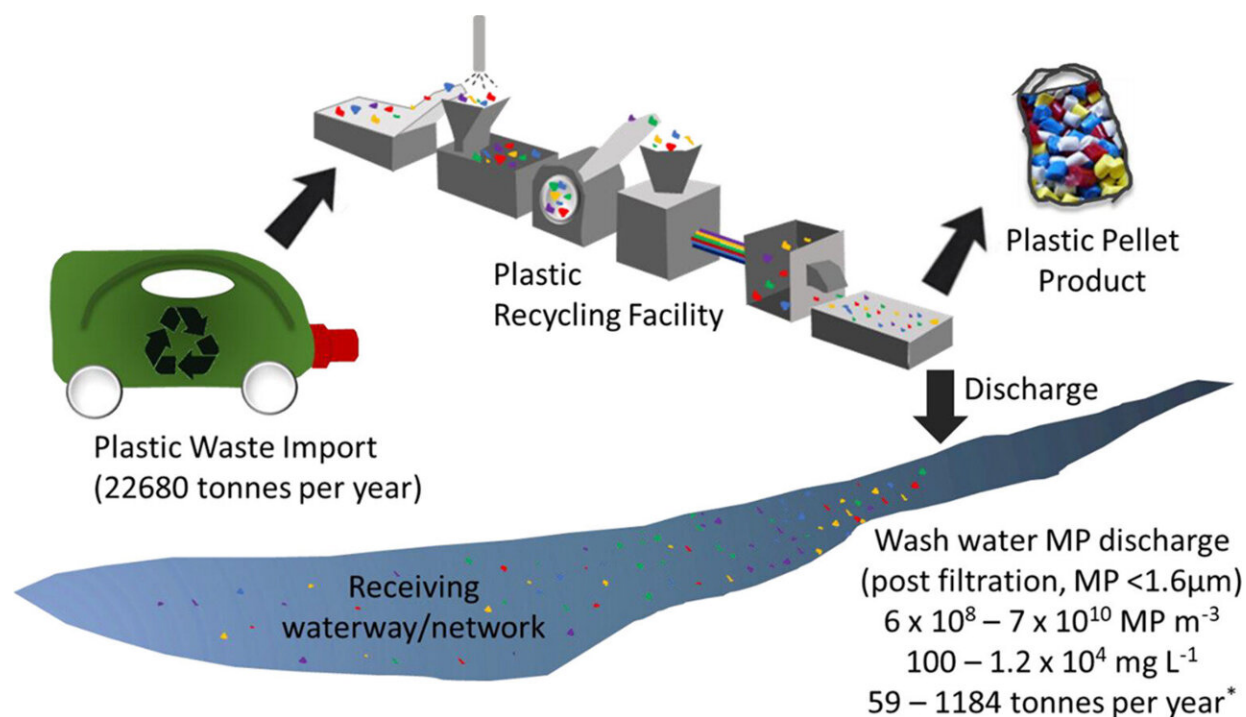 Plastic Waste Import
(22680 tonnes per year)
Plastic
Recycling Facility
Plastic Pellet
Product
Discharge
Receiving
waterway/network
Wash water MP discharge
(post filtration, MP <1.6µm)
6 x 10⁸ – 7 x 10¹⁰ MP m⁻³
100 – 1.2 x 10⁴ mg L⁻¹
59 – 1184 tonnes per year*